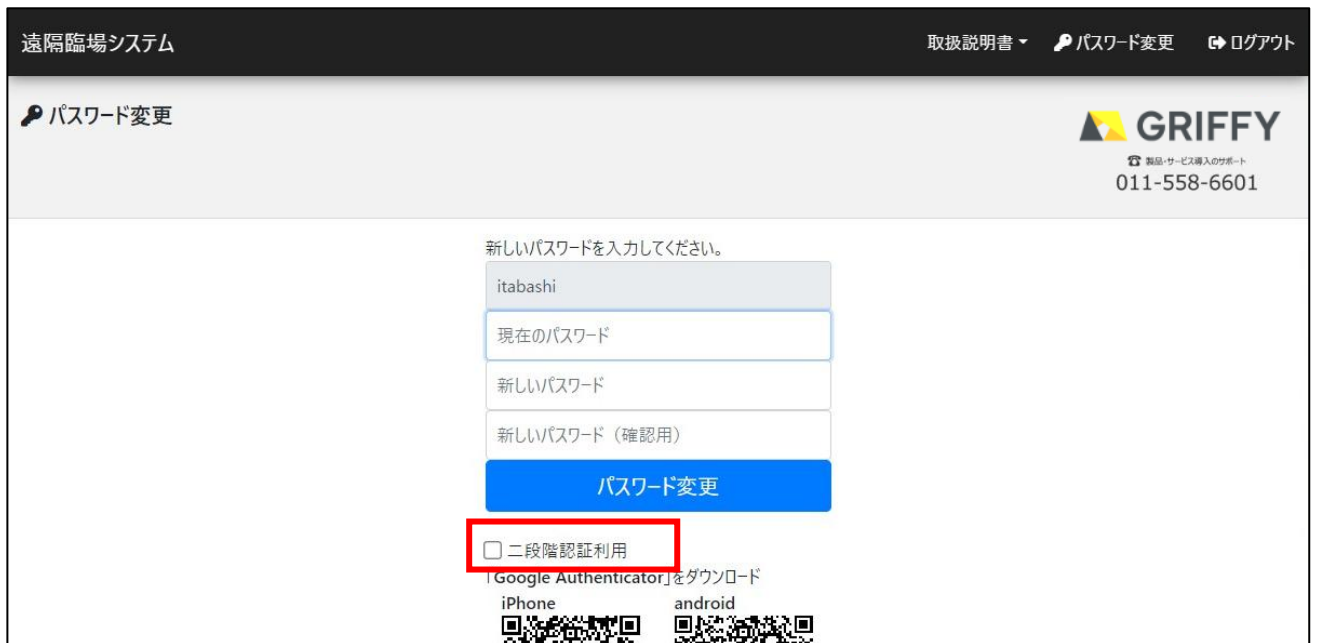 遠隔臨場システム 取扱説明書 パスワード変更 ログアウト
パスワード変更
GRIFFY
製品・サービス導入のサポート
011-558-6601
新しいパスワードを入力してください。
itabashi
現在のパスワード
新しいパスワード
新しいパスワード（確認用）
パスワード変更
二段階認証利用
「Google Authenticator」をダウンロード
iPhone android